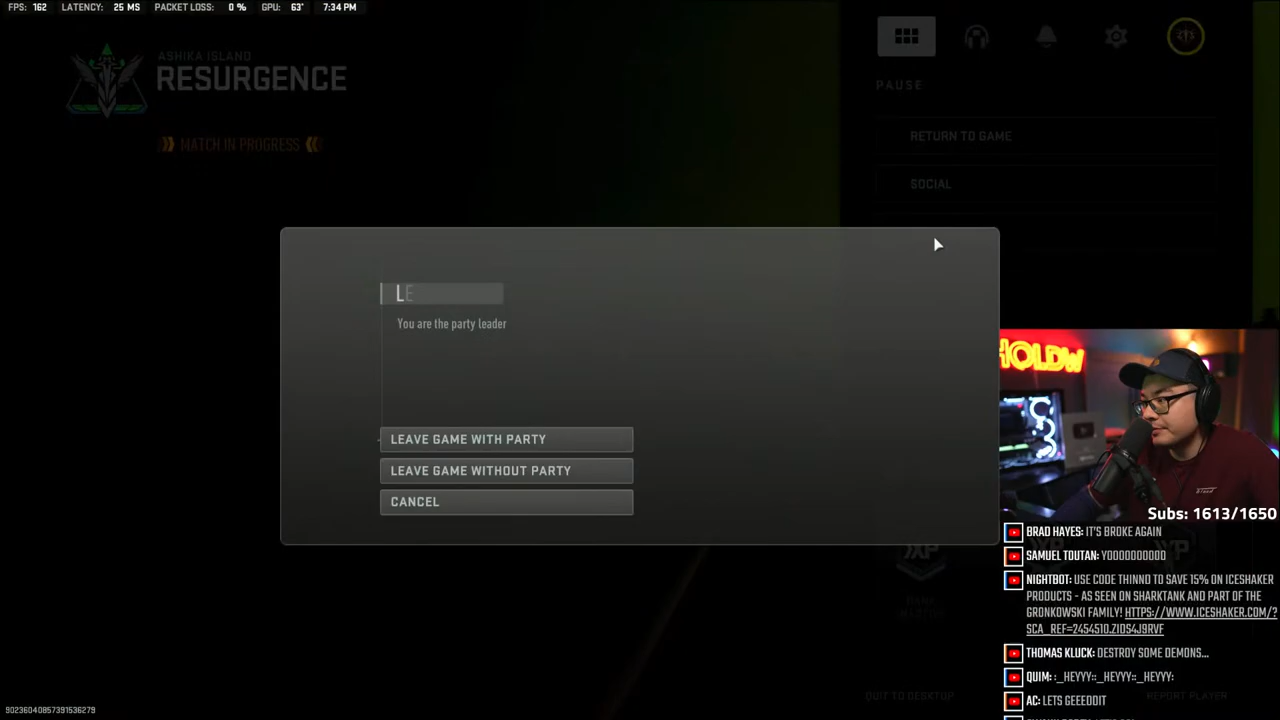 FPS: 162 LATENCY: 25 MS PACKET LOSS: 0 % GPU: 63° 7:34 PM
ASHIKA ISLAND
RESURGENCE
MATCH IN PROGRESS
PAUSE
RETURN TO GAME
SOCIAL
LE
You are the party leader
LEAVE GAME WITH PARTY
LEAVE GAME WITHOUT PARTY
CANCEL
HOLDW
Subs: 1613/1650
BRAD HAYES: IT'S BROKE AGAIN
SAMUEL TOUTAN: YOOOOOOOOOO
NIGHTBOT: USE CODE THINND TO SAVE 15% ON ICESHAKER
PRODUCTS - AS SEEN ON SHARKTANK AND PART OF THE
GRONKOWSKI FAMILY! HTTPS://WWW.ICESHAKER.COM/?
SCA_REF=2454510.ZIDS4J9RVF
THOMAS KLUCK: DESTROY SOME DEMONS...
QUIM: :_HEYYY::_HEYYY::_HEYYY:
AC: LETS GEEEDDIT
XP
QUIT TO DESKTOP
REPORT PLAYER
90236040857391536279